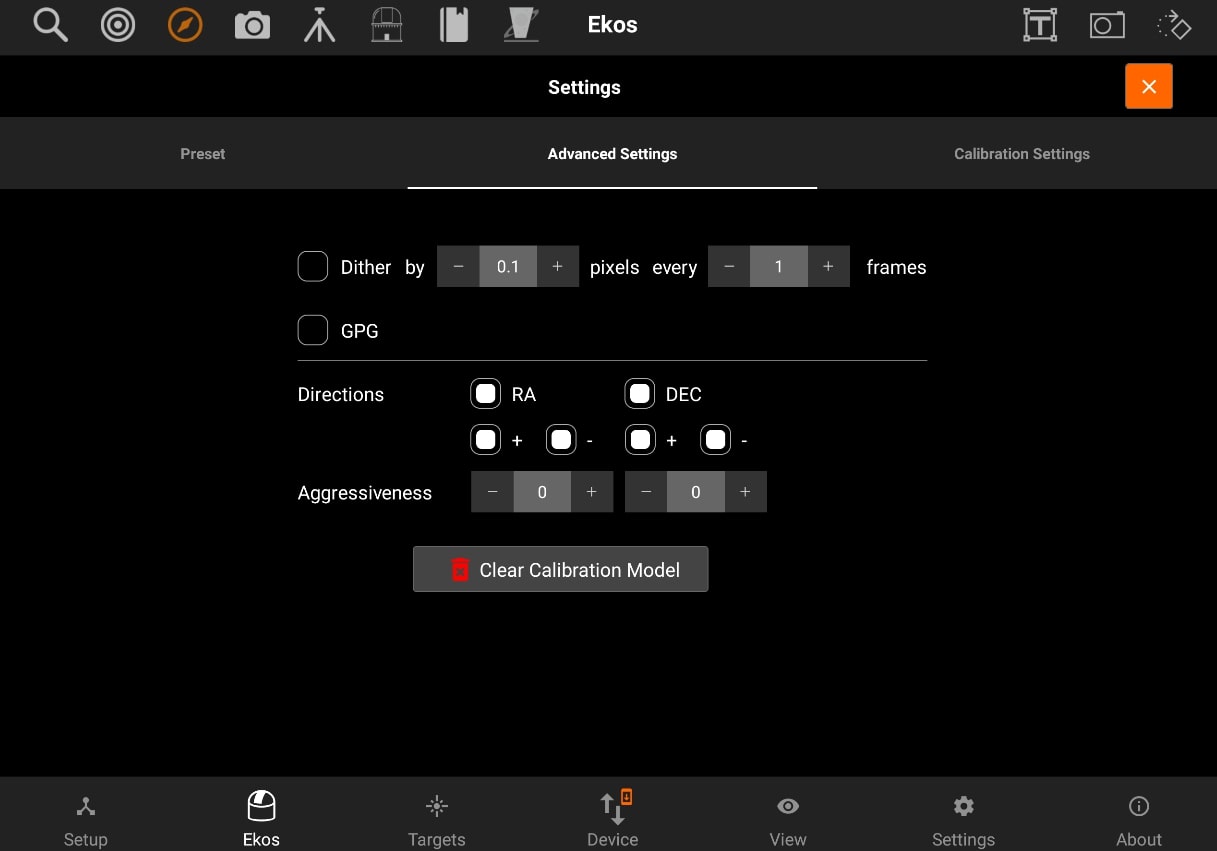 Ekos
Settings
Preset
Advanced Settings
Calibration Settings
Dither by − 0.1 + pixels every − 1 + frames
GPG
Directions RA DEC
+ - + -
Aggressiveness − 0 + − 0 +
Clear Calibration Model
Setup
Ekos
Targets
Device
View
Settings
About